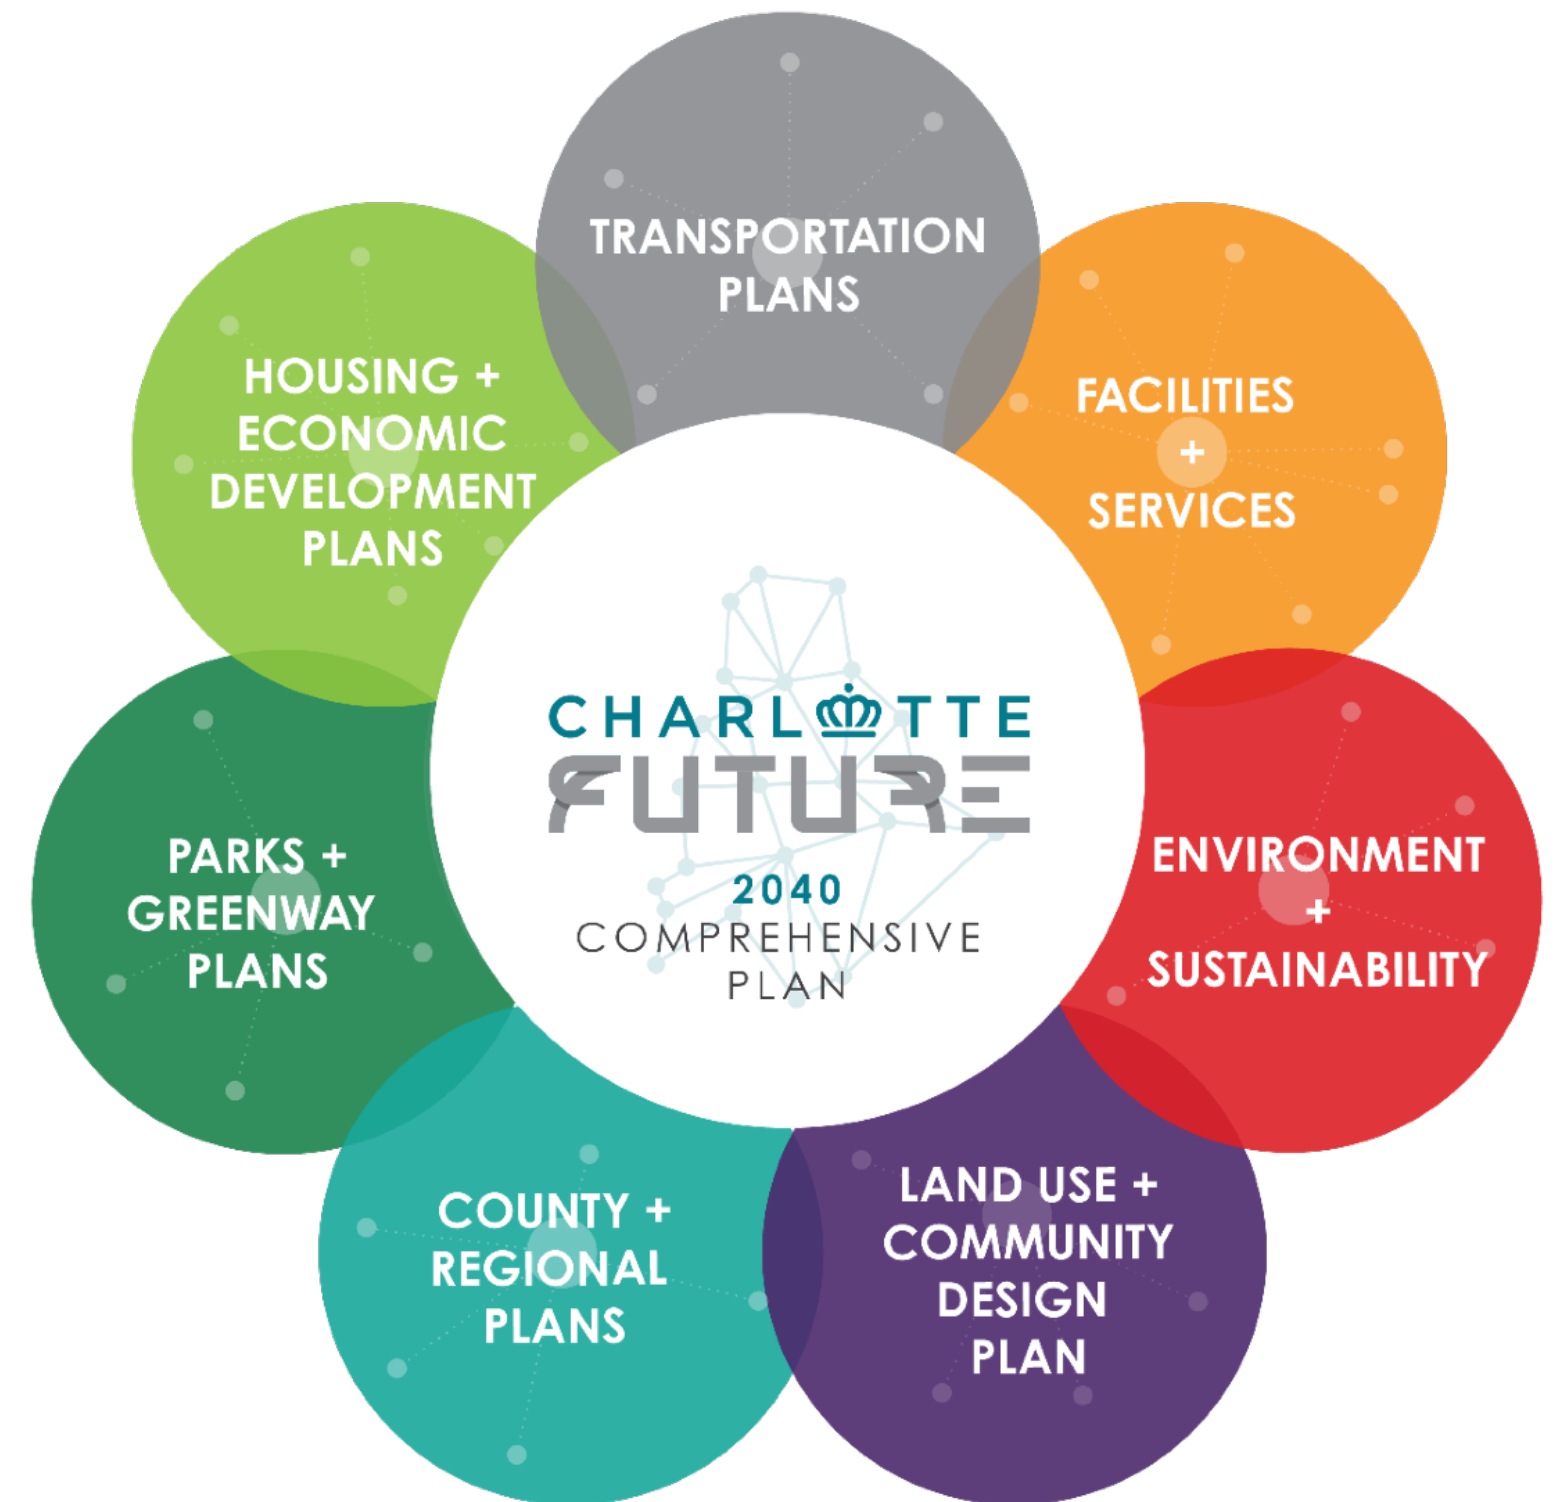 TRANSPORTATION
PLANS
HOUSING +
ECONOMIC
DEVELOPMENT
PLANS
FACILITIES
+
SERVICES
CHARLOTTE
FUTURE
2040
COMPREHENSIVE
PLAN
PARKS +
GREENWAY
PLANS
ENVIRONMENT
+
SUSTAINABILITY
COUNTY +
REGIONAL
PLANS
LAND USE +
COMMUNITY
DESIGN
PLAN